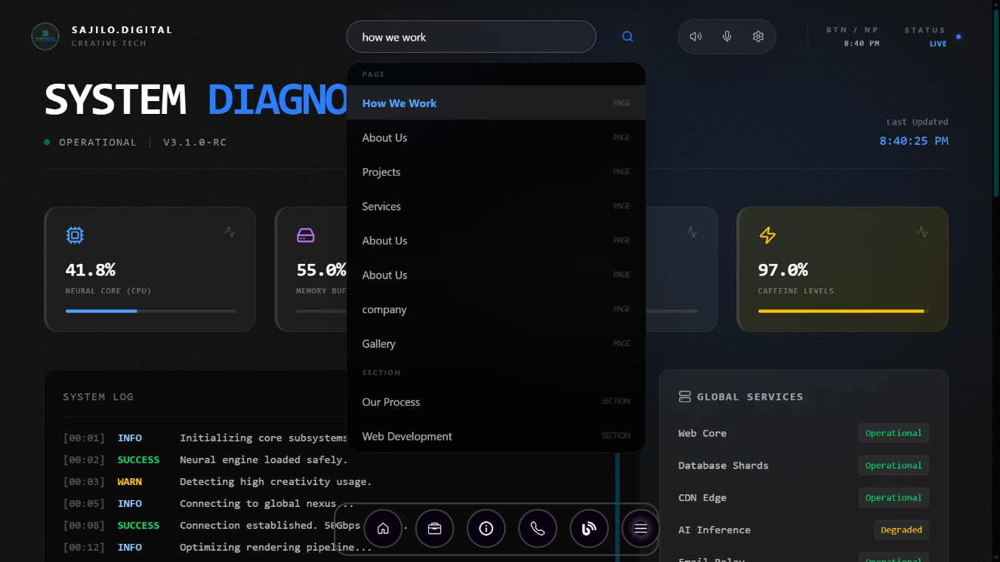 SAJILO.DIGITAL
CREATIVE TECH
how we work
BTN / NP
8:40 PM
STATUS
LIVE
SYSTEM DIAGNO
OPERATIONAL | V3.1.0-RC
Last Updated
8:40:25 PM
PAGE
How We Work PAGE
About Us PAGE
Projects PAGE
Services PAGE
About Us PAGE
About Us PAGE
company PAGE
Gallery PAGE
SECTION
Our Process SECTION
Web Development SECTION
41.8%
NEURAL CORE (CPU)
55.0%
MEMORY BUF
97.0%
CAFFEINE LEVELS
SYSTEM LOG
[00:01] INFO Initializing core subsystems
[00:02] SUCCESS Neural engine loaded safely.
[00:03] WARN Detecting high creativity usage.
[00:05] INFO Connecting to global nexus...
[00:08] SUCCESS Connection established. 50Gbps
[00:12] INFO Optimizing rendering pipeline...
GLOBAL SERVICES
Web Core Operational
Database Shards Operational
CDN Edge Operational
AI Inference Degraded
Email Relay Operational